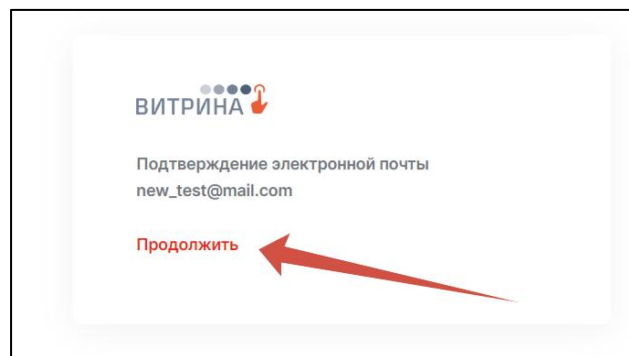 ВИТРИНА
Подтверждение электронной почты
new_test@mail.com
Продолжить